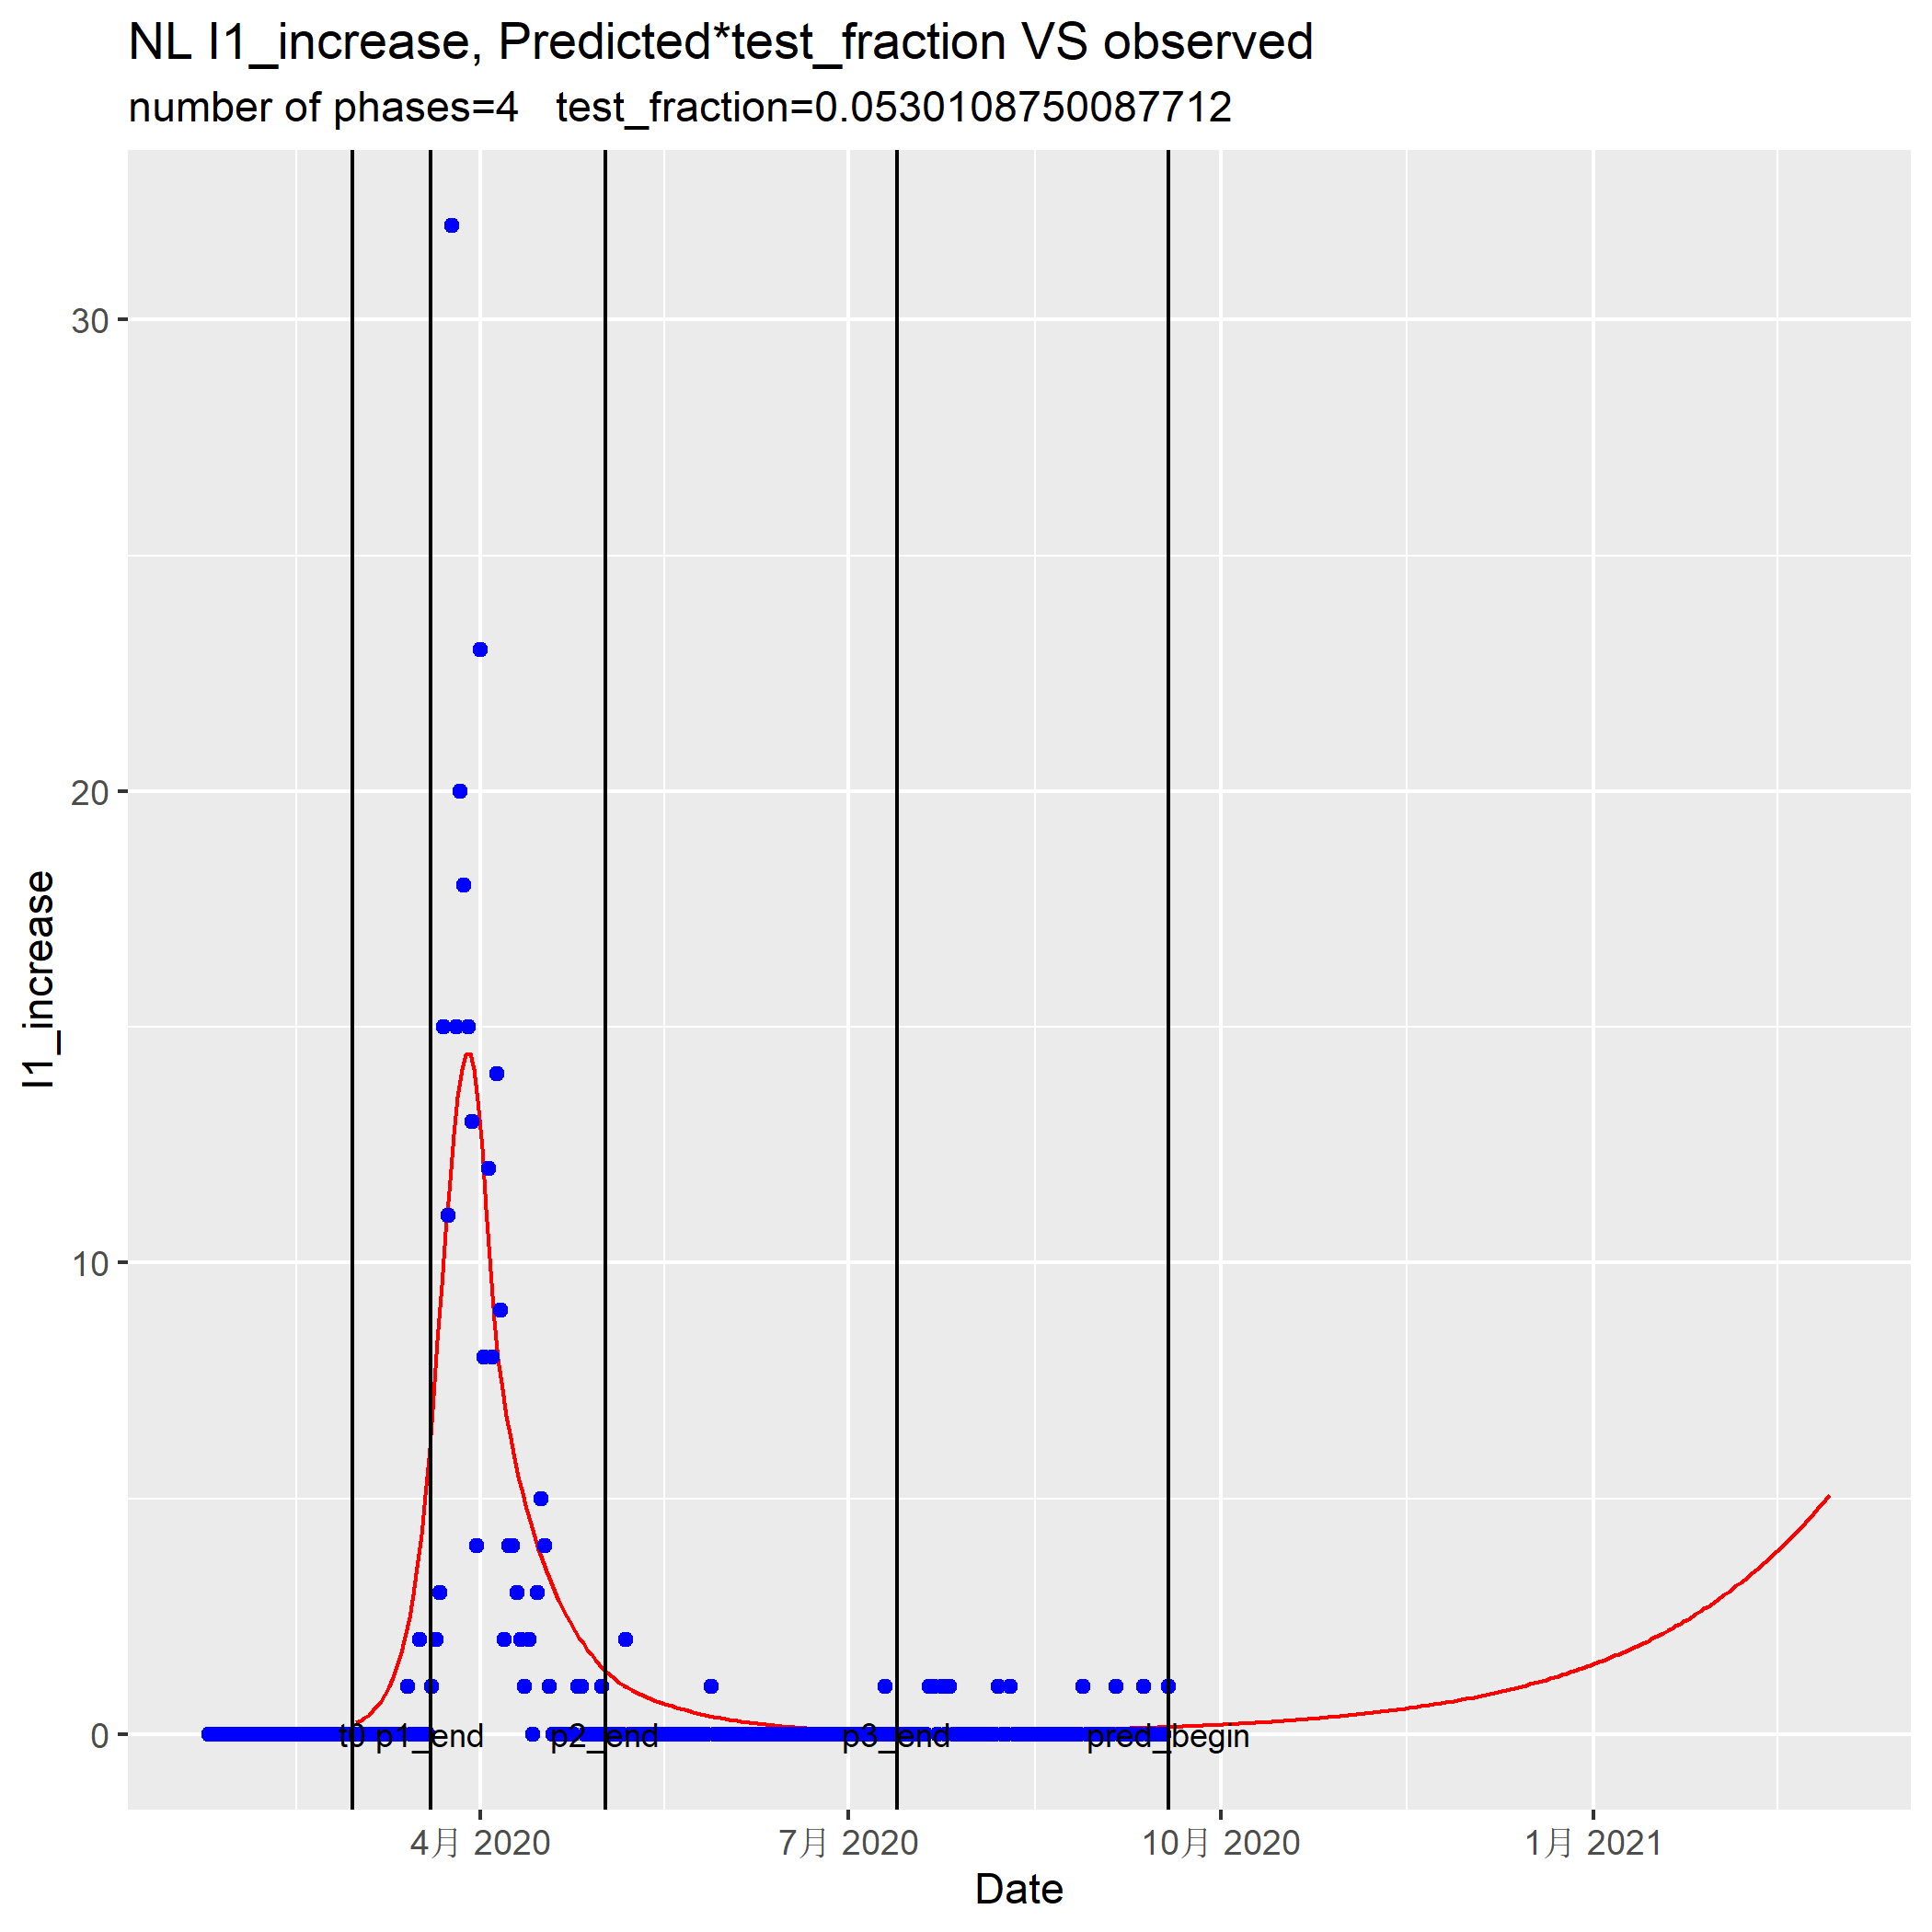 NL I1_increase, Predicted*test_fraction VS observed
number of phases=4   test_fraction=0.0530108750087712
30
20
10
0
I1_increase
t0 p1_end p2_end p3_end pred_begin
4月 2020 7月 2020 10月 2020 1月 2021
Date